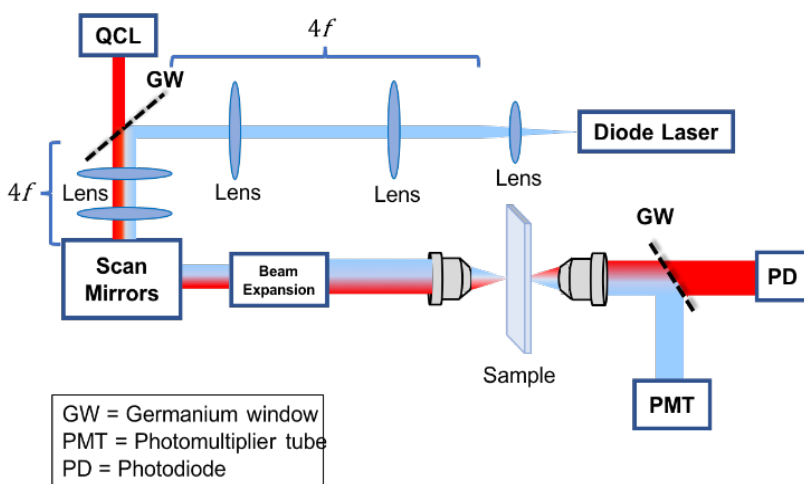 QCL
4f
GW
Diode Laser
Lens
Lens
Lens
4f
Lens
GW
Scan
Mirrors
Beam
Expansion
PD
Sample
PMT
GW = Germanium window
PMT = Photomultiplier tube
PD = Photodiode